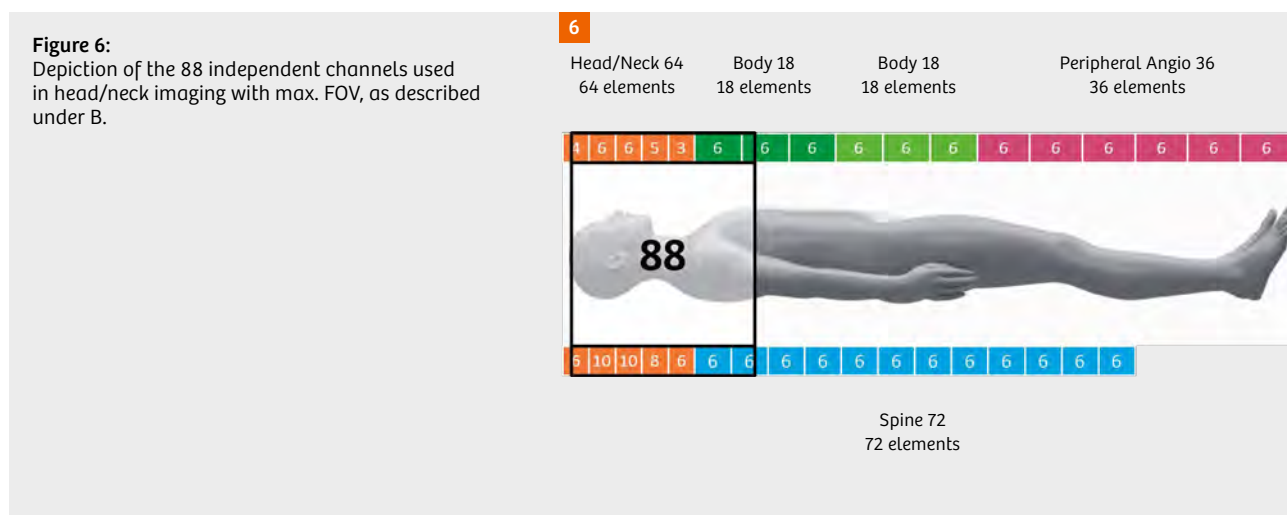 Figure 6:
Depiction of the 88 independent channels used
in head/neck imaging with max. FOV, as described
under B.
6
Head/Neck 64
64 elements
Body 18
18 elements
Body 18
18 elements
Peripheral Angio 36
36 elements
4 6 6 5 3 6 6 6 6 6 6 6 6 6 6 6 6
88
6 10 10 8 6 6 6 6 6 6 6 6 6 6 6 6 6
Spine 72
72 elements